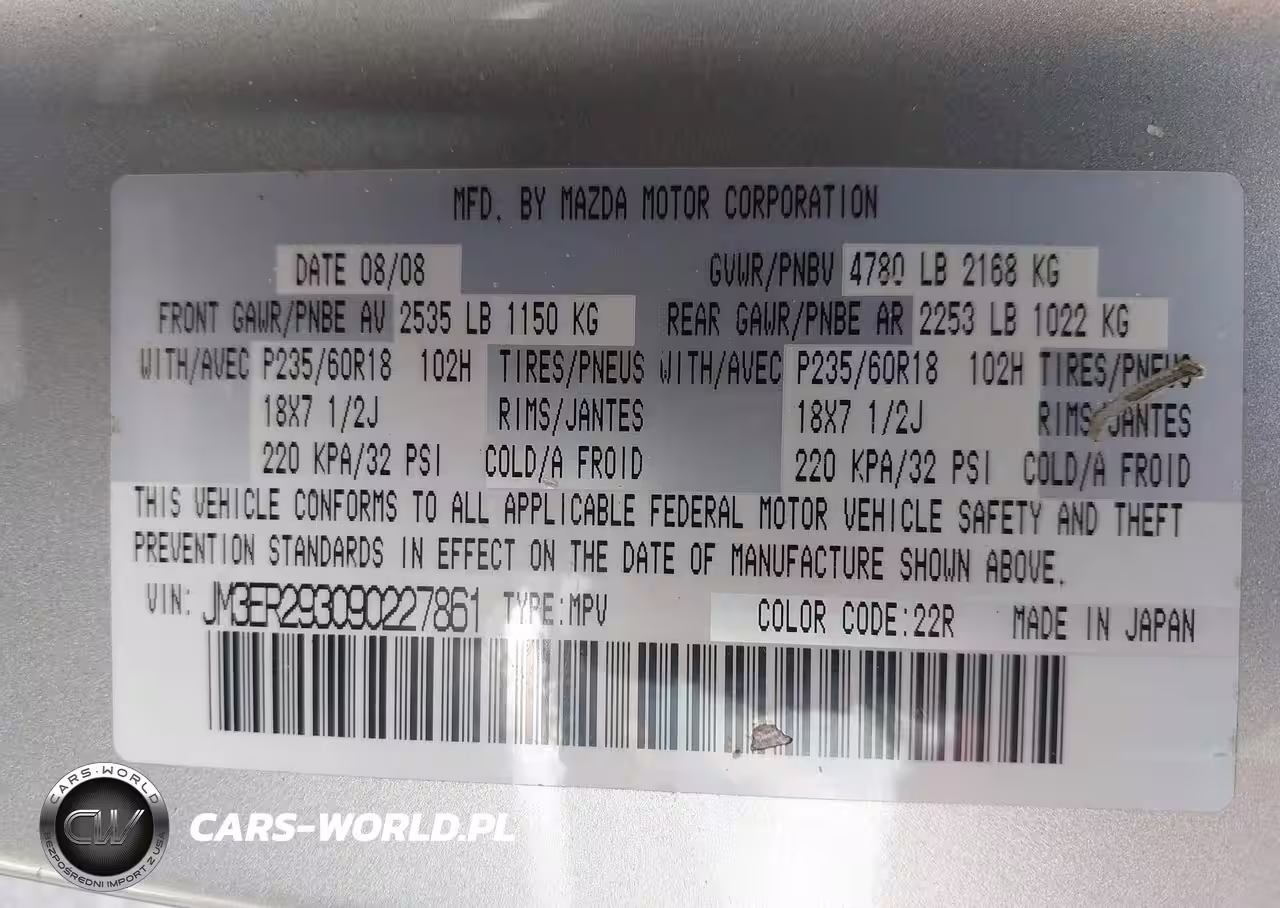 MFD. BY MAZDA MOTOR CORPORATION
DATE 08/08 GVWR/PNBV 4780 LB 2168 KG
FRONT GAWR/PNBE AV 2535 LB 1150 KG REAR GAWR/PNBE AR 2253 LB 1022 KG
WITH/AVEC P235/60R18 102H TIRES/PNEUS WITH/AVEC P235/60R18 102H TIRES/PNEUS
18X7 1/2J RIMS/JANTES 18X7 1/2J RIMS/JANTES
220 KPA/32 PSI COLD/A FROID 220 KPA/32 PSI COLD/A FROID
THIS VEHICLE CONFORMS TO ALL APPLICABLE FEDERAL MOTOR VEHICLE SAFETY AND THEFT
PREVENTION STANDARDS IN EFFECT ON THE DATE OF MANUFACTURE SHOWN ABOVE.
VIN: JM3ER293090227861 TYPE:MPV COLOR CODE:22R MADE IN JAPAN
CARS-WORLD
CW
BEZPOŚREDNI IMPORT Z USA
CARS-WORLD.PL